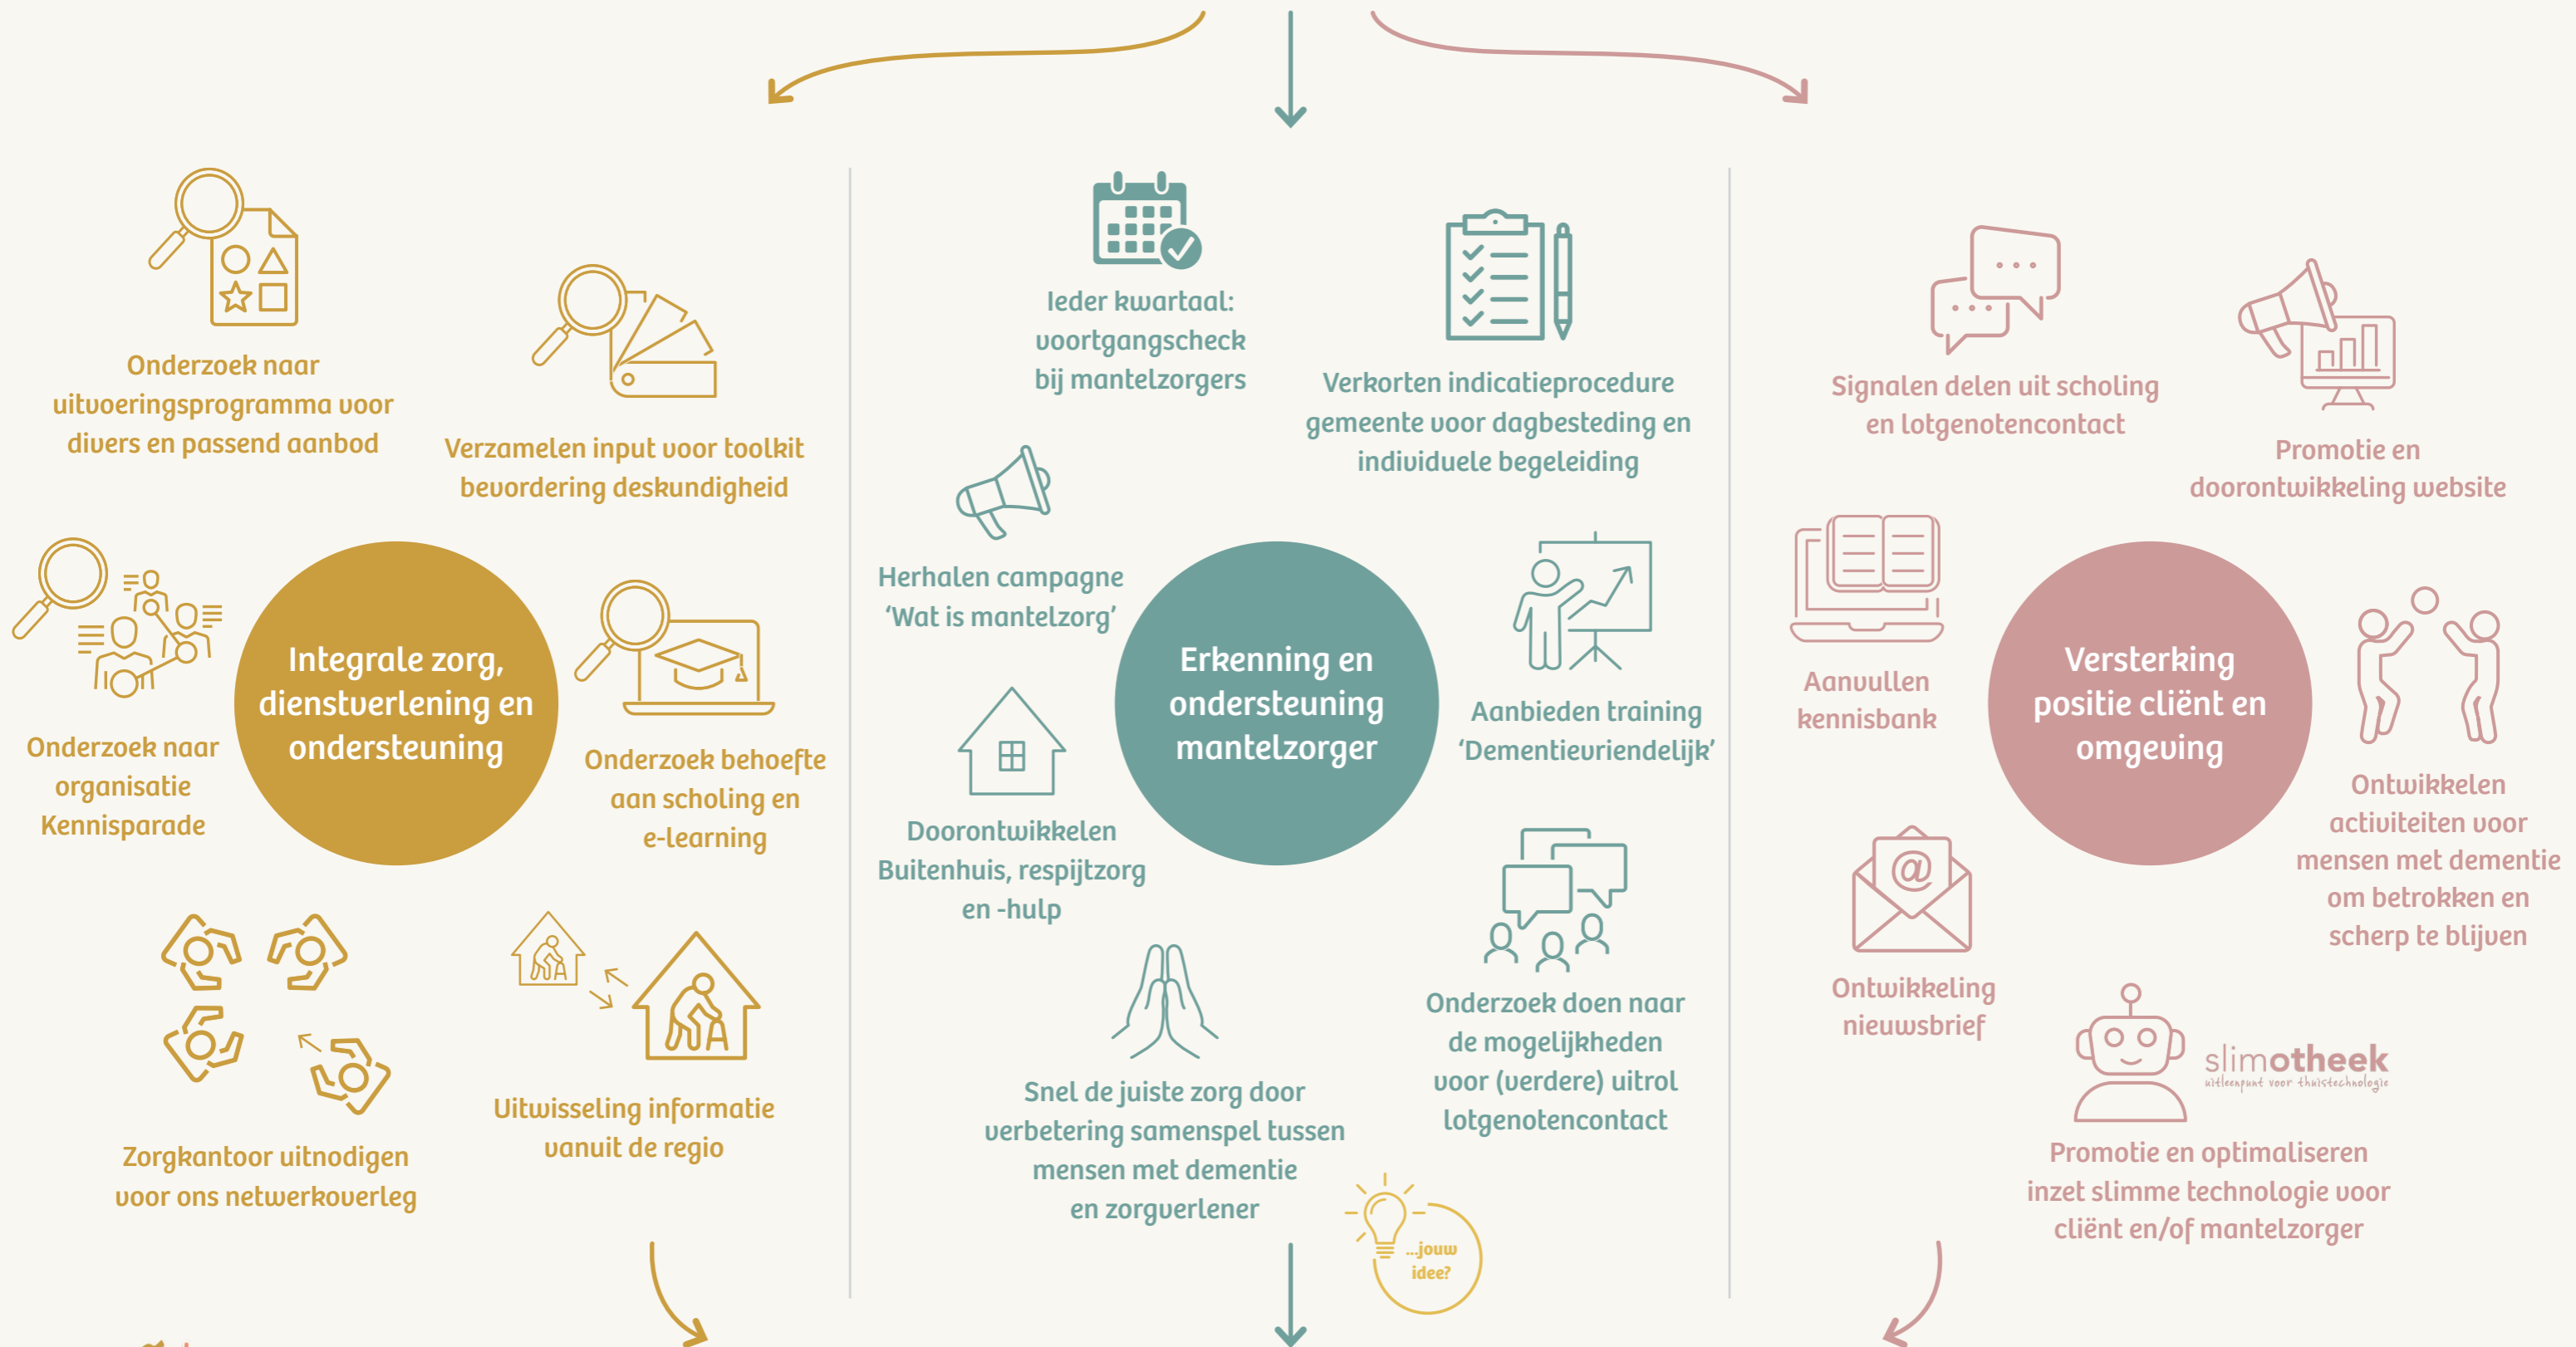 Onderzoek naar
uitvoeringsprogramma voor
divers en passend aanbod
Verzamelen input voor toolkit
bevordering deskundigheid
Onderzoek naar
organisatie
Kennisparade
Integrale zorg,
dienstverlening en
ondersteuning
Onderzoek behoefte
aan scholing en
e-learning
Zorgkantoor uitnodigen
voor ons netwerkoverleg
Uitwisseling informatie
vanuit de regio
Ieder kwartaal:
voortgangscheck
bij mantelzorgers
Verkorten indicatieprocedure
gemeente voor dagbesteding en
individuele begeleiding
Herhalen campagne
‘Wat is mantelzorg’
Erkenning en
ondersteuning
mantelzorger
Aanbieden training
‘Dementievriendelijk’
Doorontwikkelen
Buitenhuis, respijtzorg
en -hulp
Onderzoek doen naar
de mogelijkheden
voor (verdere) uitrol
lotgenotencontact
Snel de juiste zorg door
verbetering samenspel tussen
mensen met dementie
en zorgverlener
...jouw
idee?
Signalen delen uit scholing
en lotgenotencontact
Promotie en
doorontwikkeling website
Aanvullen
kennisbank
Versterking
positie cliënt en
omgeving
Ontwikkelen
activiteiten voor
mensen met dementie
om betrokken en
scherp te blijven
@
Ontwikkeling
nieuwsbrief
slimotheek
uitleenpunt voor thuistechnologie
Promotie en optimaliseren
inzet slimme technologie voor
cliënt en/of mantelzorger